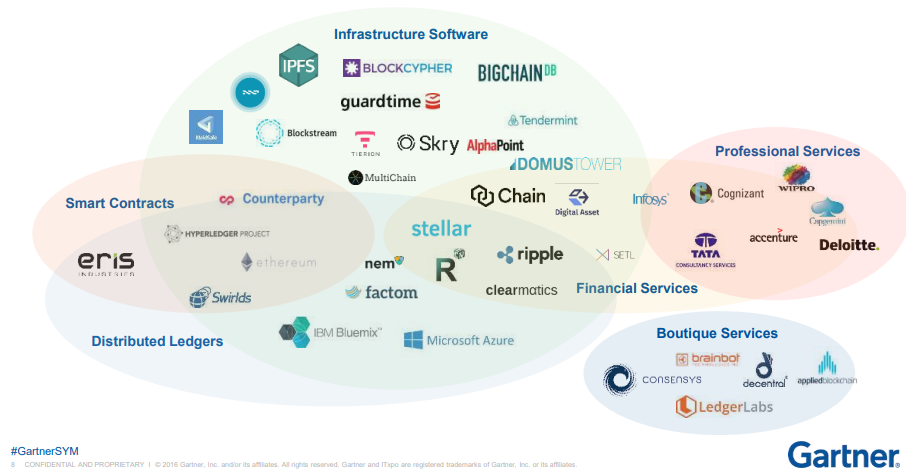 Infrastructure Software
IPFS
BLOCKCYPHER
BIGCHAIN DB
guardtime
Tendermint
Blockstream
TIERION
Skry
AlphaPoint
MultiChain
DOMUSTOWER
Professional Services
Smart Contracts
Counterparty
Chain
Digital Asset
Infosys
Cognizant
WIPRO
Capgemini
HYPERLEDGER PROJECT
stellar
eris
INDUSTRIES
ethereum
nem
R
ripple
SETL
TATA
CONSULTANCY SERVICES
accenture
Deloitte.
Swirlds
factom
clearmatics
Financial Services
Distributed Ledgers
IBM Bluemix™
Microsoft Azure
Boutique Services
brainbot
CONSENSYS
decentral
appliedblockchain
LedgerLabs
#GartnerSYM
8 CONFIDENTIAL AND PROPRIETARY I © 2016 Gartner, Inc. and/or its affiliates. All rights reserved. Gartner and ITxpo are registered trademarks of Gartner, Inc. or its affiliates.
Gartner